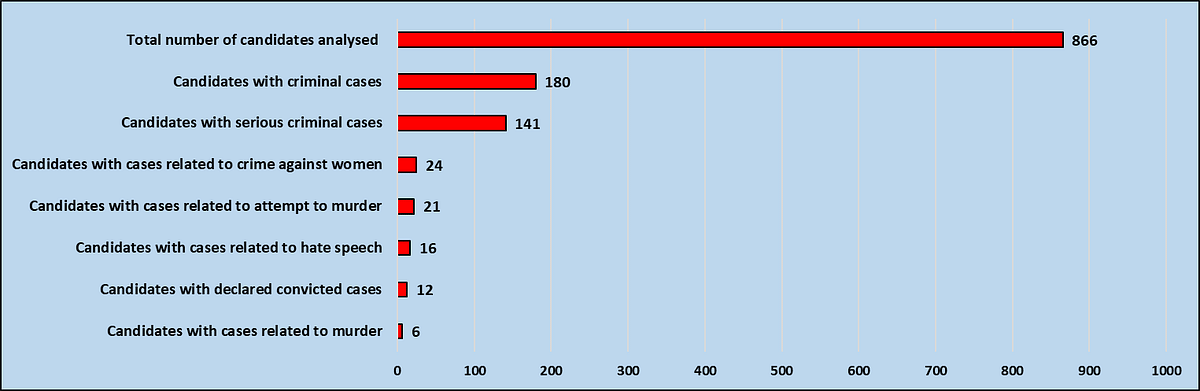 Total number of candidates analysed 866
Candidates with criminal cases 180
Candidates with serious criminal cases 141
Candidates with cases related to crime against women 24
Candidates with cases related to attempt to murder 21
Candidates with cases related to hate speech 16
Candidates with declared convicted cases 12
Candidates with cases related to murder 6
0 100 200 300 400 500 600 700 800 900 1000